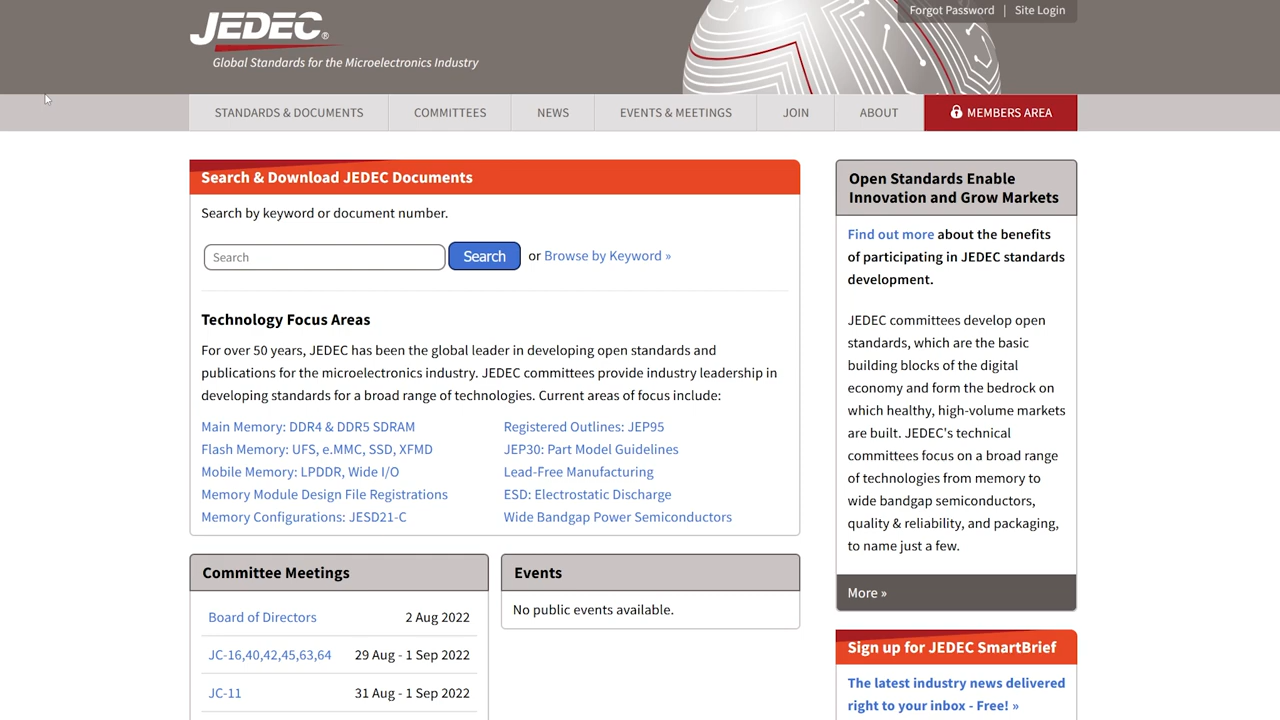 Forgot Password | Site Login
JEDEC®
Global Standards for the Microelectronics Industry
STANDARDS & DOCUMENTS
COMMITTEES
NEWS
EVENTS & MEETINGS
JOIN
ABOUT
MEMBERS AREA
Search & Download JEDEC Documents
Search by keyword or document number.
Search
Search
or Browse by Keyword »
Technology Focus Areas
For over 50 years, JEDEC has been the global leader in developing open standards and
publications for the microelectronics industry. JEDEC committees provide industry leadership in
developing standards for a broad range of technologies. Current areas of focus include:
Main Memory: DDR4 & DDR5 SDRAM
Flash Memory: UFS, e.MMC, SSD, XFMD
Mobile Memory: LPDDR, Wide I/O
Memory Module Design File Registrations
Memory Configurations: JESD21-C
Registered Outlines: JEP95
JEP30: Part Model Guidelines
Lead-Free Manufacturing
ESD: Electrostatic Discharge
Wide Bandgap Power Semiconductors
Committee Meetings
Board of Directors 2 Aug 2022
JC-16,40,42,45,63,64 29 Aug - 1 Sep 2022
JC-11 31 Aug - 1 Sep 2022
Events
No public events available.
Open Standards Enable
Innovation and Grow Markets
Find out more about the benefits
of participating in JEDEC standards
development.
JEDEC committees develop open
standards, which are the basic
building blocks of the digital
economy and form the bedrock on
which healthy, high-volume markets
are built. JEDEC's technical
committees focus on a broad range
of technologies from memory to
wide bandgap semiconductors,
quality & reliability, and packaging,
to name just a few.
More »
Sign up for JEDEC SmartBrief
The latest industry news delivered
right to your inbox - Free! »